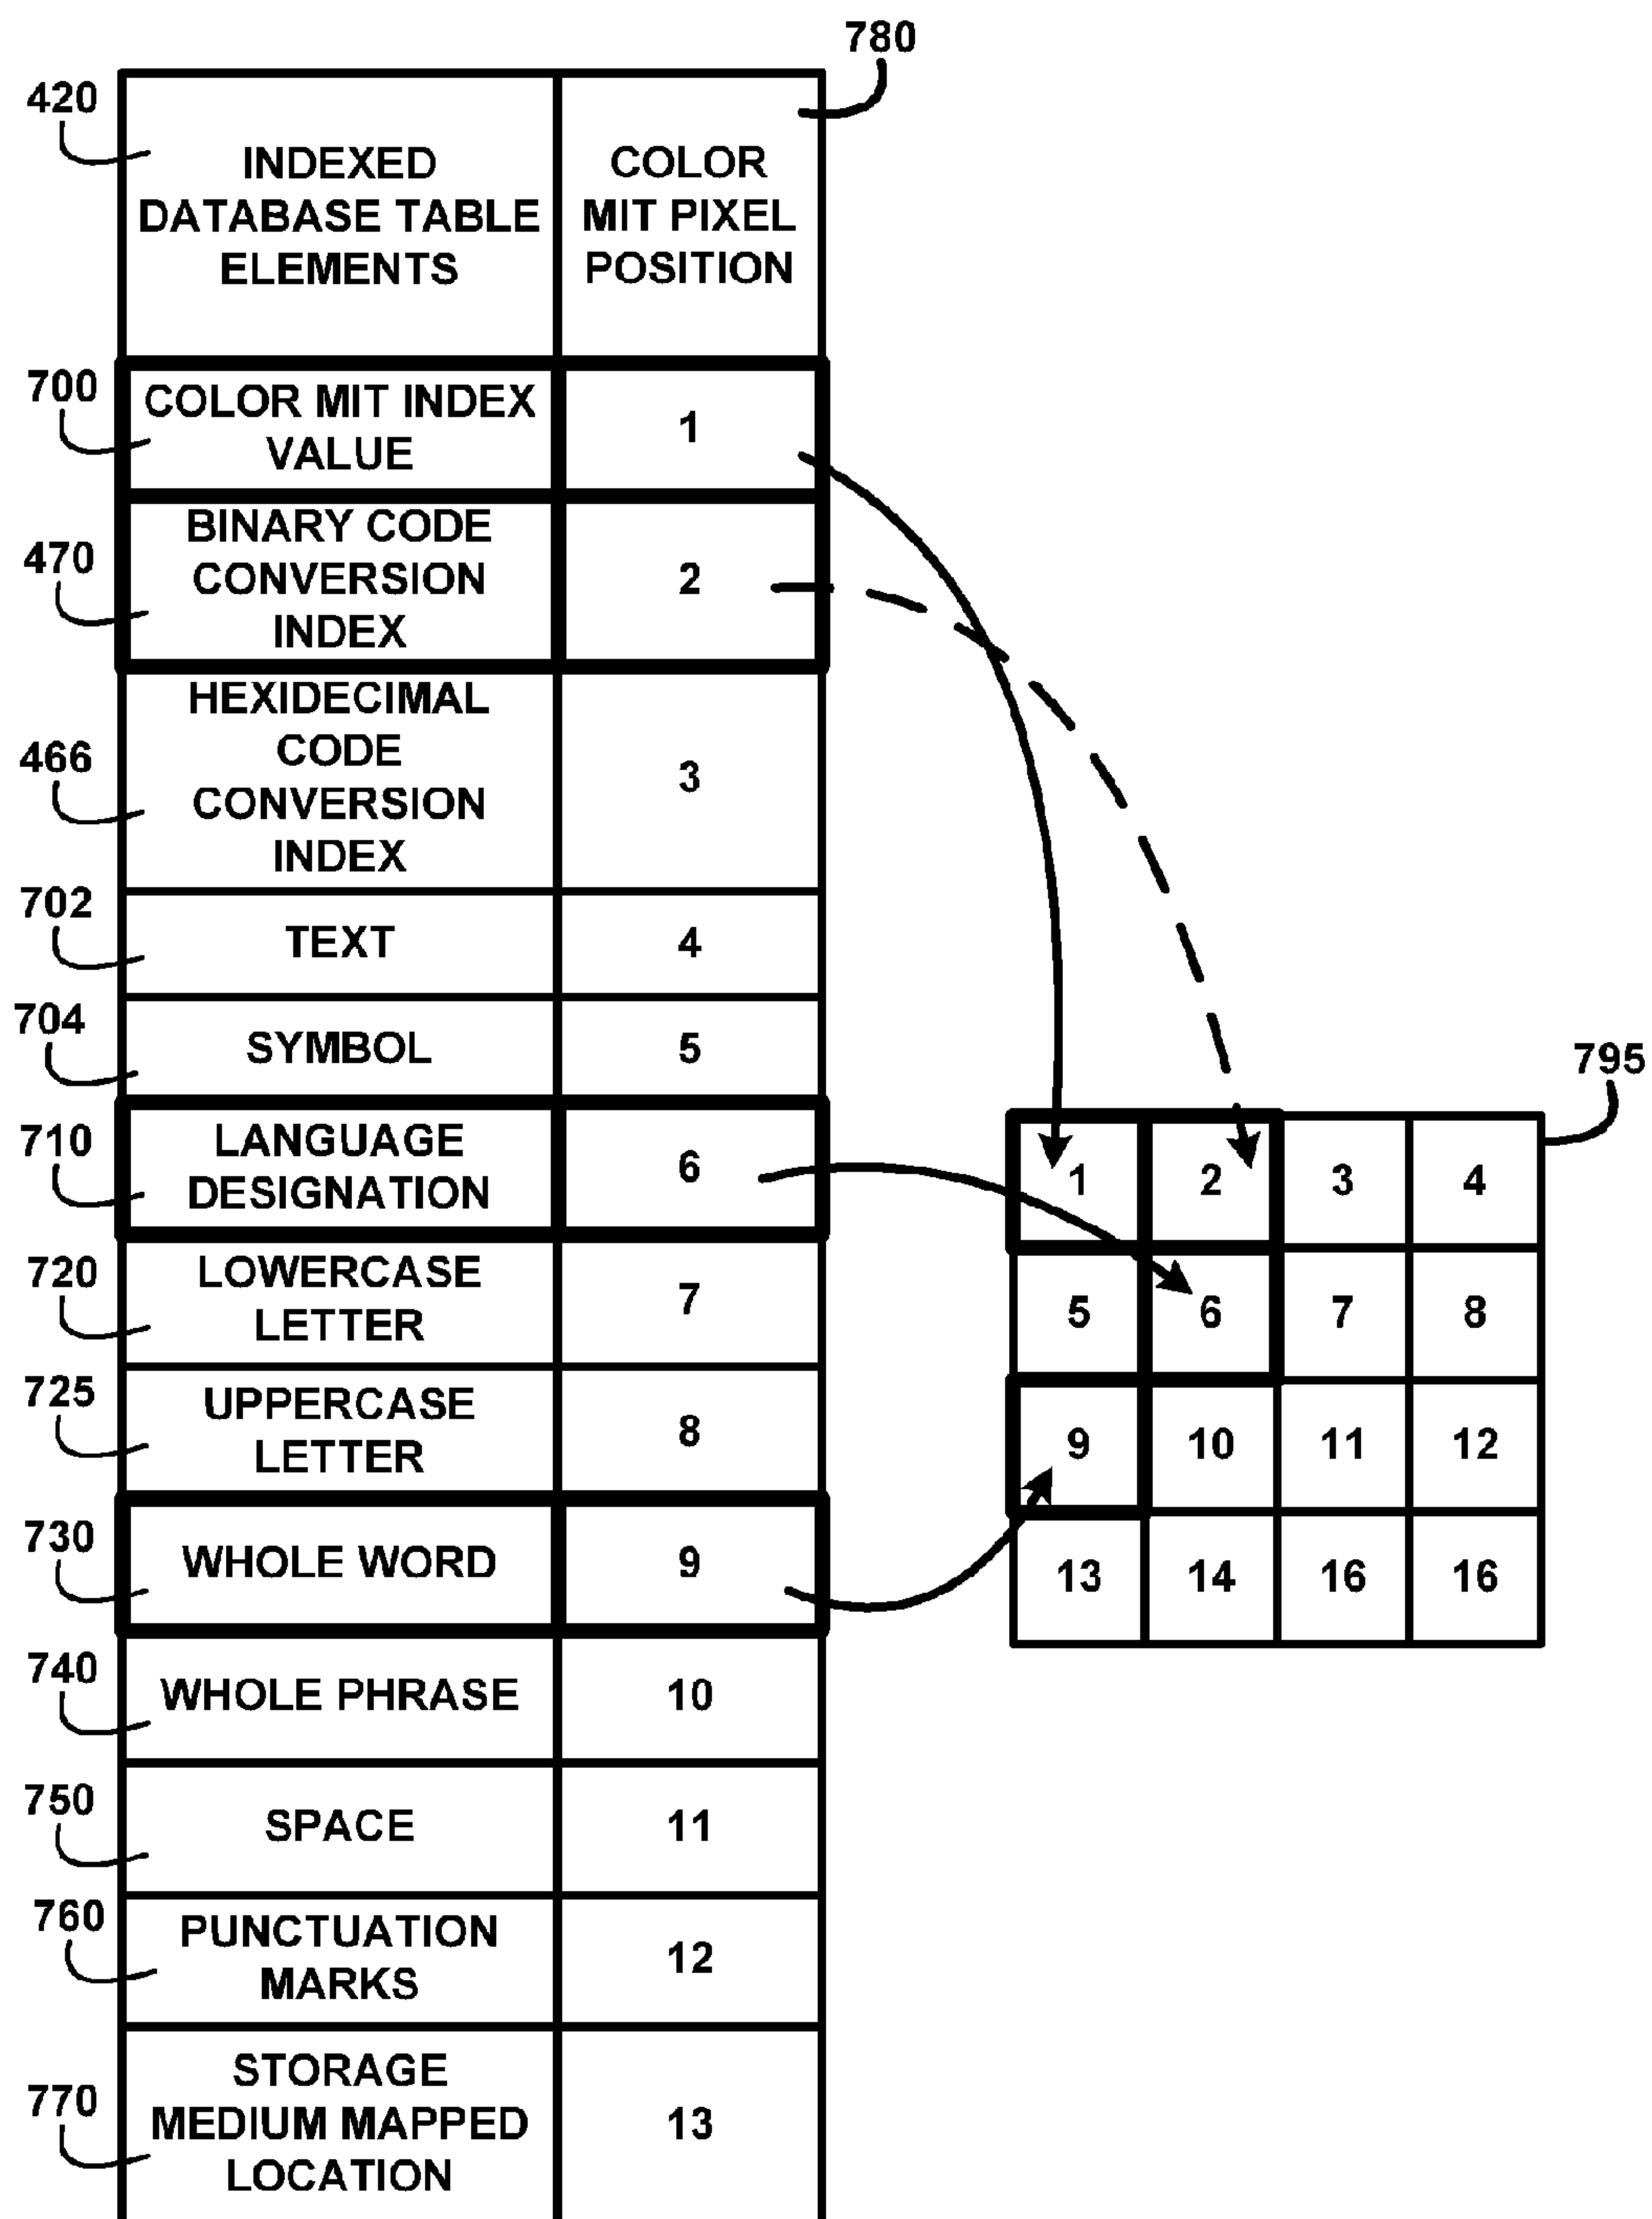 780
420
INDEXED
DATABASE TABLE
ELEMENTS
COLOR
MIT PIXEL
POSITION
700
COLOR MIT INDEX
VALUE
1
470
BINARY CODE
CONVERSION
INDEX
2
466
HEXIDECIMAL
CODE
CONVERSION
INDEX
3
702
TEXT
4
704
SYMBOL
5
710
LANGUAGE
DESIGNATION
6
720
LOWERCASE
LETTER
7
725
UPPERCASE
LETTER
8
730
WHOLE WORD
9
740
WHOLE PHRASE
10
750
SPACE
11
760
PUNCTUATION
MARKS
12
770
STORAGE
MEDIUM MAPPED
LOCATION
13
795
1 2 3 4
5 6 7 8
9 10 11 12
13 14 16 16